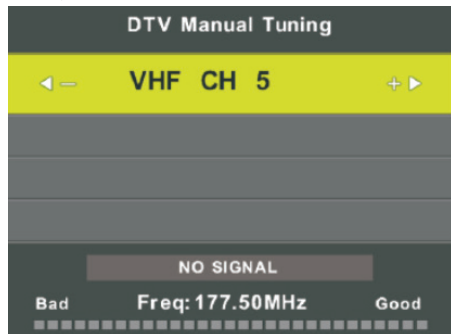 DTV Manual Tuning
− VHF CH 5 +
NO SIGNAL
Bad Freq:177.50MHz Good